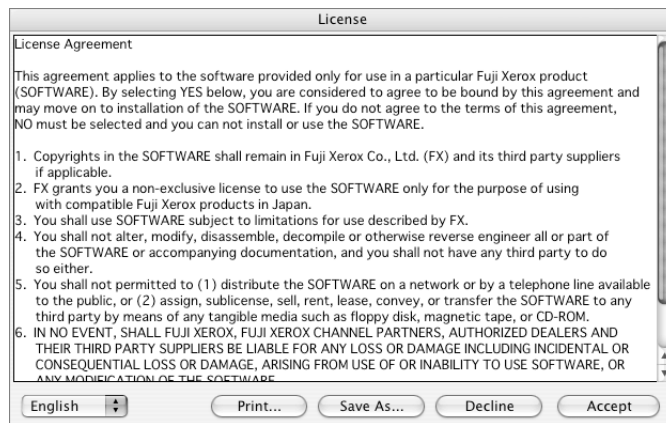 License
License Agreement
This agreement applies to the software provided only for use in a particular Fuji Xerox product
(SOFTWARE). By selecting YES below, you are considered to agree to be bound by this agreement and
may move on to installation of the SOFTWARE. If you do not agree to the terms of this agreement,
NO must be selected and you can not install or use the SOFTWARE.
1. Copyrights in the SOFTWARE shall remain in Fuji Xerox Co., Ltd. (FX) and its third party suppliers
if applicable.
2. FX grants you a non-exclusive license to use the SOFTWARE only for the purpose of using
with compatible Fuji Xerox products in Japan.
3. You shall use SOFTWARE subject to limitations for use described by FX.
4. You shall not alter, modify, disassemble, decompile or otherwise reverse engineer all or part of
the SOFTWARE or accompanying documentation, and you shall not have any third party to do
so either.
5. You shall not permitted to (1) distribute the SOFTWARE on a network or by a telephone line available
to the public, or (2) assign, sublicense, sell, rent, lease, convey, or transfer the SOFTWARE to any
third party by means of any tangible media such as floppy disk, magnetic tape, or CD-ROM.
6. IN NO EVENT, SHALL FUJI XEROX, FUJI XEROX CHANNEL PARTNERS, AUTHORIZED DEALERS AND
THEIR THIRD PARTY SUPPLIERS BE LIABLE FOR ANY LOSS OR DAMAGE INCLUDING INCIDENTAL OR
CONSEQUENTIAL LOSS OR DAMAGE, ARISING FROM USE OF OR INABILITY TO USE SOFTWARE, OR
ANY MODIFICATION OF THE SOFTWARE
English Print... Save As... Decline Accept